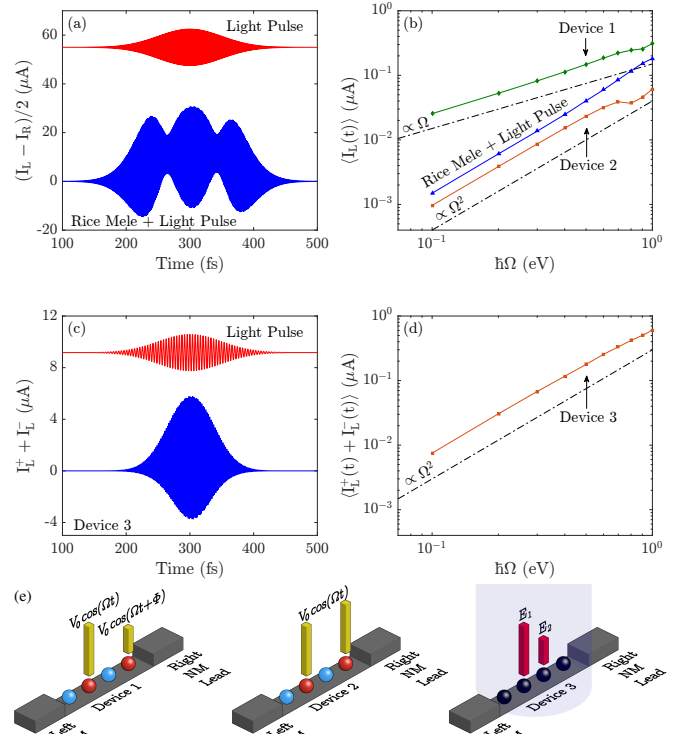 (a)
Light Pulse
60
40
20
0
-20
(I_L − I_R)/2 (μA)
Rice Mele + Light Pulse
100 200 300 400 500
Time (fs)
(b)
Device 1
10^0
10^-1
10^-2
10^-3
⟨I_L(t)⟩ (μA)
∝ Ω
Rice Mele + Light Pulse
Device 2
∝ Ω^2
10^-1 10^0
ħΩ (eV)
(c)
Light Pulse
12
8
4
0
-4
I_L^+ + I_L^- (μA)
Device 3
100 200 300 400 500
Time (fs)
(d)
10^0
10^-1
10^-2
10^-3
⟨I_L^+(t) + I_L^-(t)⟩ (μA)
Device 3
∝ Ω^2
10^-1 10^0
ħΩ (eV)
(e)
V_0 cos(Ωt)
V_0 cos(Ωt+Φ)
Right
NM
Lead
Device 1
Left
V_0 cos(Ωt)
Right
NM
Lead
Device 2
Left
E_1
E_2
Right
NM
Lead
Device 3
Left